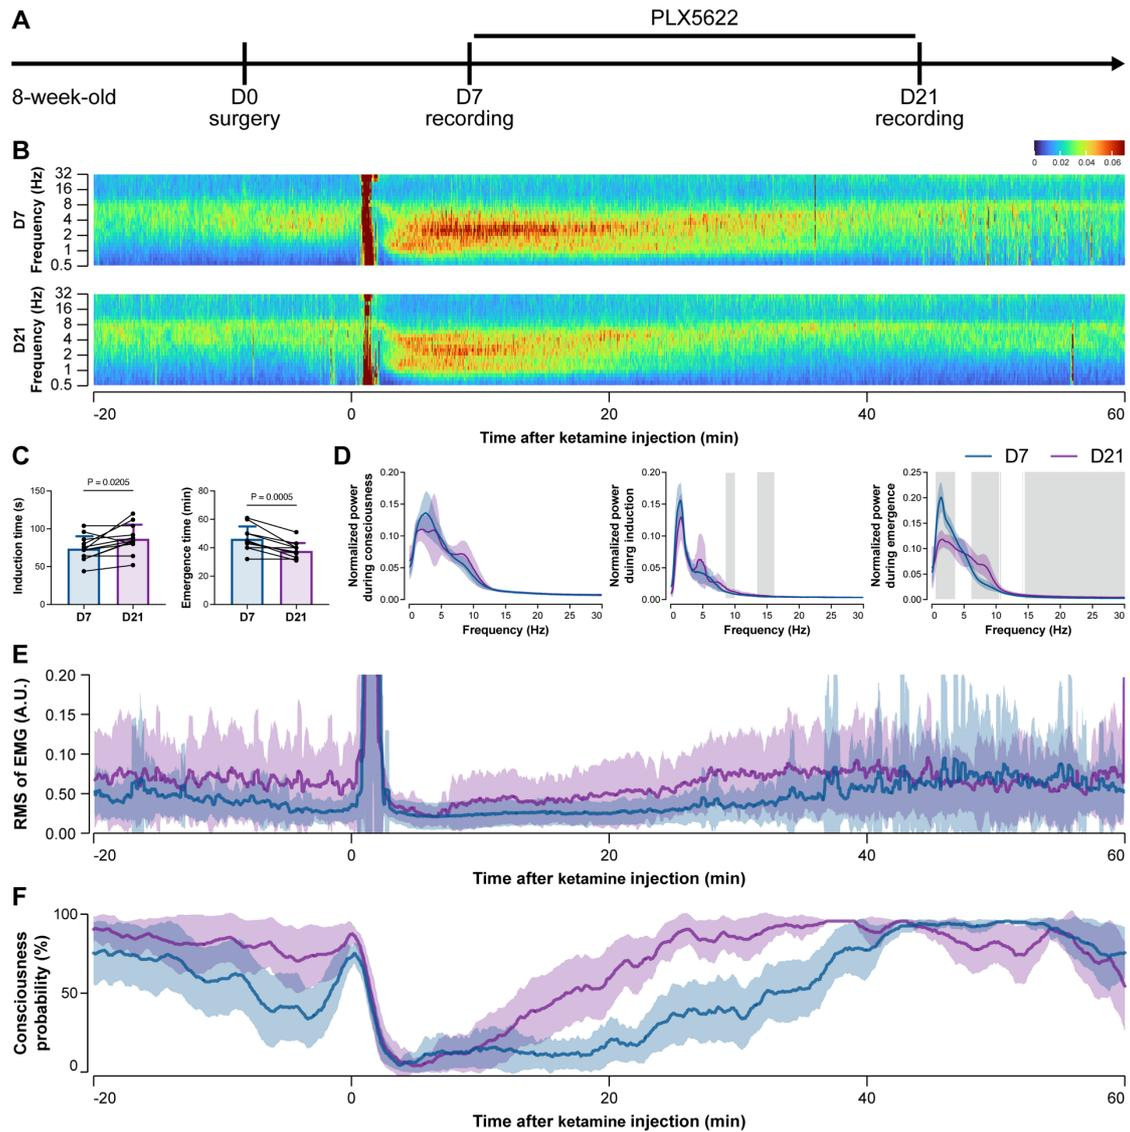 A
PLX5622
8-week-old
D0
surgery
D7
recording
D21
recording
B
0 0.02 0.04 0.06
D7
Frequency (Hz)
32
16
8
4
2
1
0.5
D21
Frequency (Hz)
32
16
8
4
2
1
0.5
-20 0 20 40 60
Time after ketamine injection (min)
C
Induction time (s)
150
100
50
0
P = 0.0205
D7 D21
Emergence time (min)
80
60
40
20
0
P = 0.0005
D7 D21
D
D7 D21
Normalized power
during consciousness
0.20
0.15
0.10
0.05
0.00
0 5 10 15 20 25 30
Frequency (Hz)
Normalized power
duinrg induction
0.20
0.15
0.10
0.05
0.00
0 5 10 15 20 25 30
Frequency (Hz)
Normalized power
during emergence
0.25
0.20
0.15
0.10
0.05
0.00
0 5 10 15 20 25 30
Frequency (Hz)
E
RMS of EMG (A.U.)
0.20
0.15
0.10
0.50
0.00
-20 0 20 40 60
Time after ketamine injection (min)
F
Consciousness
probability (%)
100
50
0
-20 0 20 40 60
Time after ketamine injection (min)